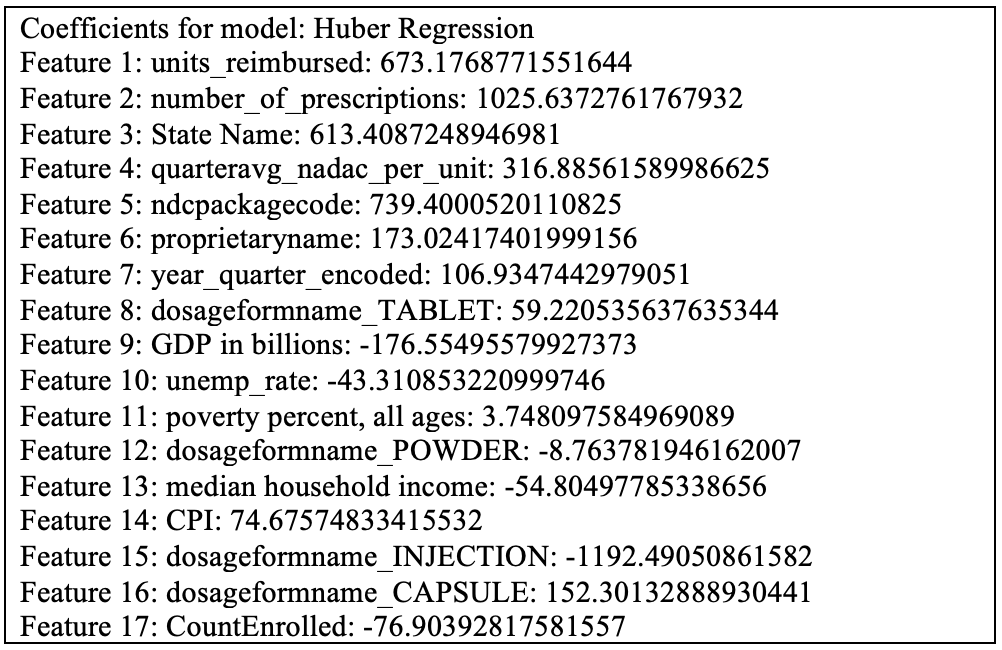 Coefficients for model: Huber Regression
Feature 1: units_reimbursed: 673.1768771551644
Feature 2: number_of_prescriptions: 1025.6372761767932
Feature 3: State Name: 613.4087248946981
Feature 4: quarteravg_nadac_per_unit: 316.88561589986625
Feature 5: ndcpackagecode: 739.4000520110825
Feature 6: proprietaryname: 173.02417401999156
Feature 7: year_quarter_encoded: 106.9347442979051
Feature 8: dosageformname_TABLET: 59.220535637635344
Feature 9: GDP in billions: -176.55495579927373
Feature 10: unemp_rate: -43.310853220999746
Feature 11: poverty percent, all ages: 3.748097584969089
Feature 12: dosageformname_POWDER: -8.763781946162007
Feature 13: median household income: -54.80497785338656
Feature 14: CPI: 74.67574833415532
Feature 15: dosageformname_INJECTION: -1192.49050861582
Feature 16: dosageformname_CAPSULE: 152.30132888930441
Feature 17: CountEnrolled: -76.90392817581557